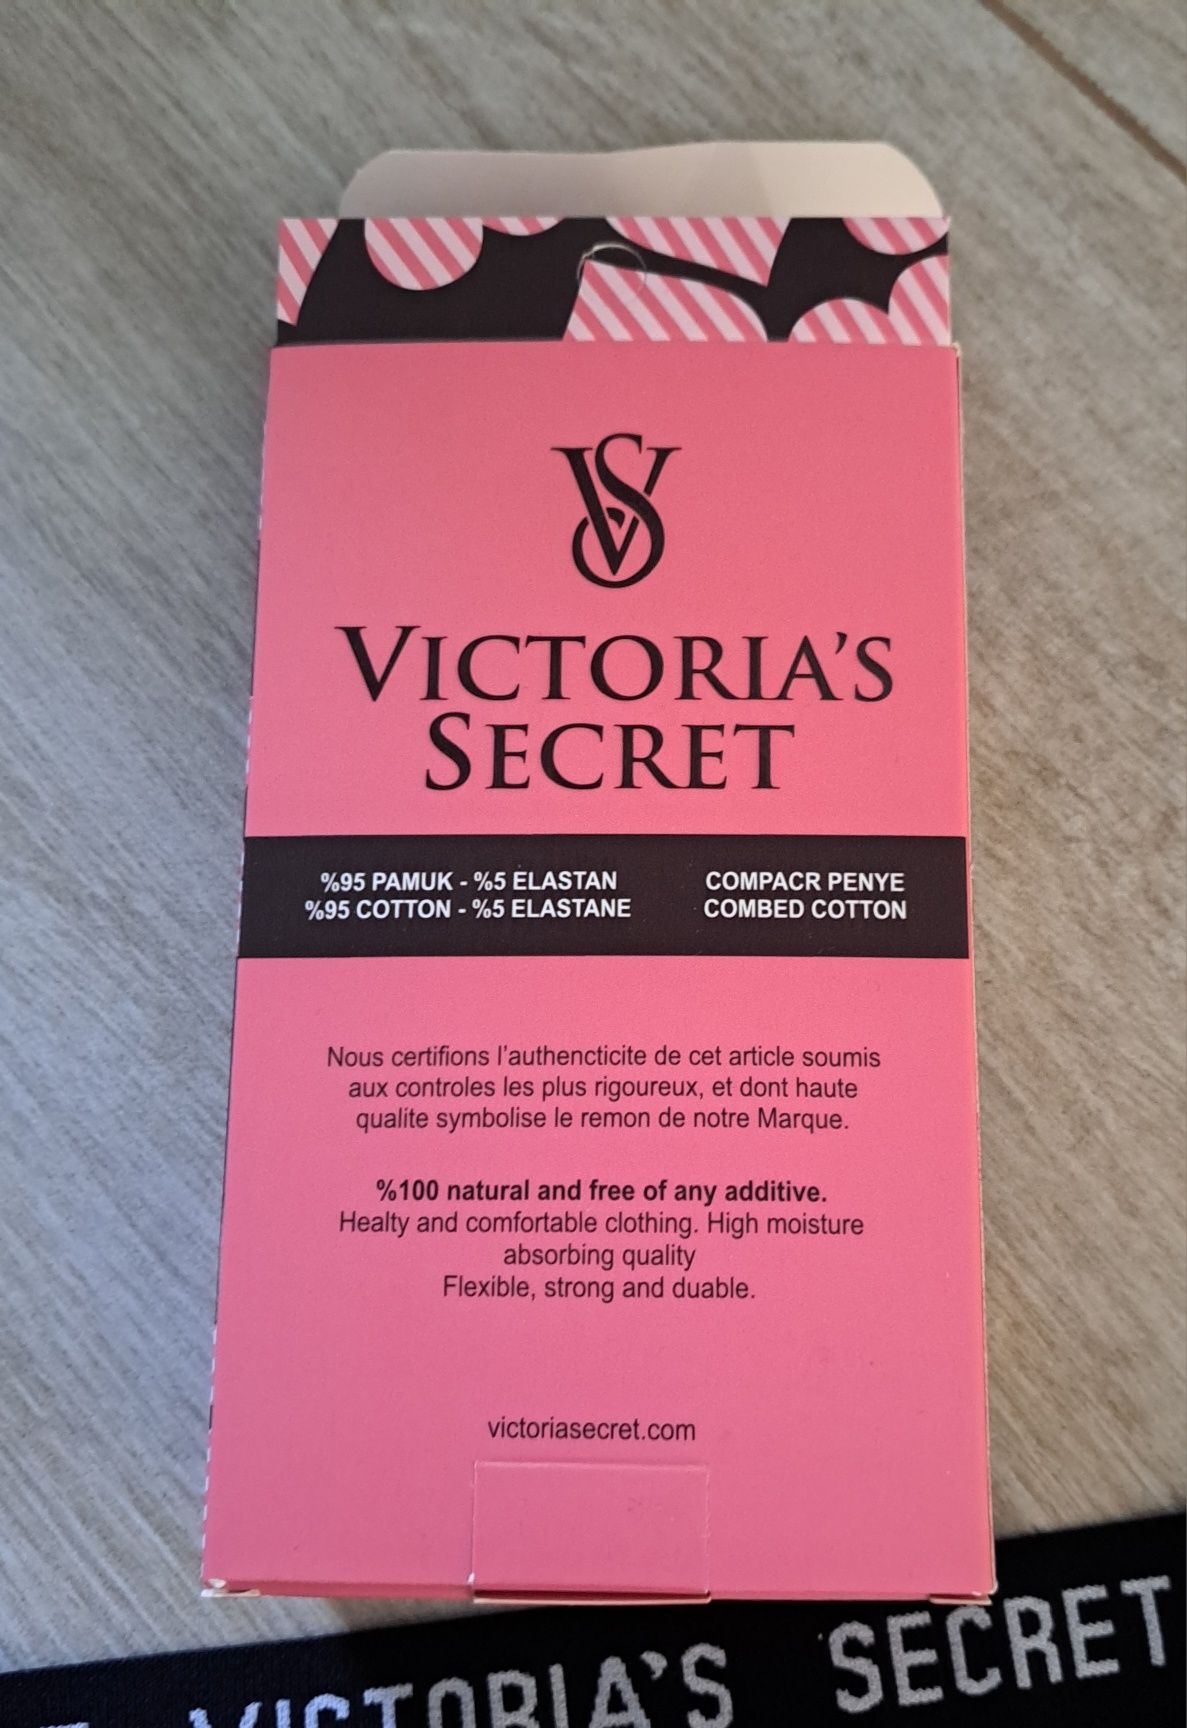 VS
VICTORIA'S
SECRET
%95 PAMUK - %5 ELASTAN
%95 COTTON - %5 ELASTANE
COMPACR PENYE
COMBED COTTON
Nous certifions l'authencticite de cet article soumis
aux controles les plus rigoureux, et dont haute
qualite symbolise le remon de notre Marque.
%100 natural and free of any additive.
Healty and comfortable clothing. High moisture
absorbing quality
Flexible, strong and duable.
victoriasecret.com
VICTORIA'S SECRET